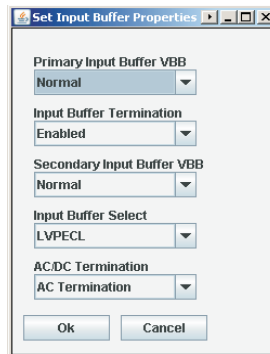 Set Input Buffer Properties
Primary Input Buffer VBB
Normal
Input Buffer Termination
Enabled
Secondary Input Buffer VBB
Normal
Input Buffer Select
LVPECL
AC/DC Termination
AC Termination
Ok Cancel